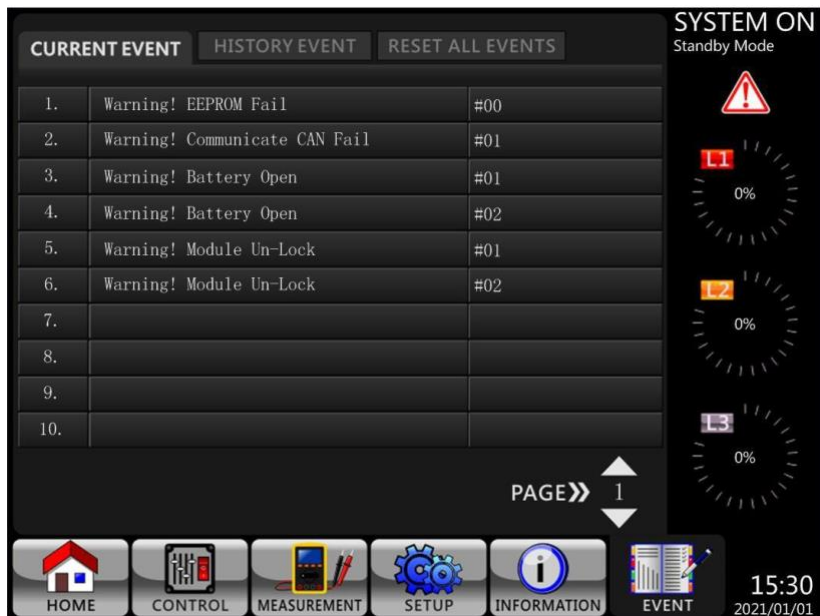 SYSTEM ON
Standby Mode
CURRENT EVENT HISTORY EVENT RESET ALL EVENTS
1. Warning! EEPROM Fail #00
2. Warning! Communicate CAN Fail #01
3. Warning! Battery Open #01
4. Warning! Battery Open #02
5. Warning! Module Un-Lock #01
6. Warning! Module Un-Lock #02
7.
8.
9.
10.
L1
0%
L2
0%
L3
0%
PAGE» 1
HOME CONTROL MEASUREMENT SETUP INFORMATION EVENT
15:30
2021/01/01